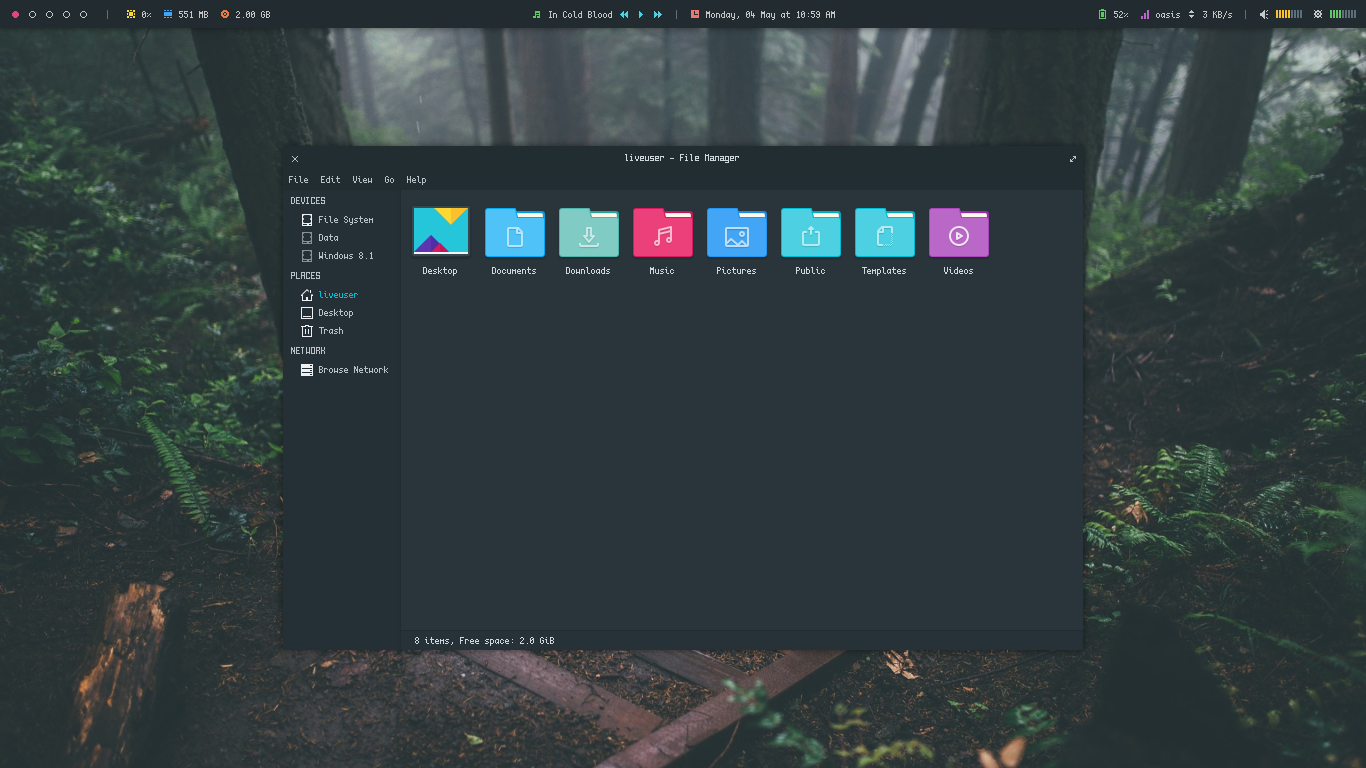 0% 551 MB 2.00 GB In Cold Blood Monday, 04 May at 10:59 AM 52% oasis 3 KB/s
liveuser - File Manager
File Edit View Go Help
DEVICES
File System
Data
Windows 8.1
PLACES
liveuser
Desktop
Trash
NETWORK
Browse Network
Desktop Documents Downloads Music Pictures Public Templates Videos
8 items, Free space: 2.0 GiB